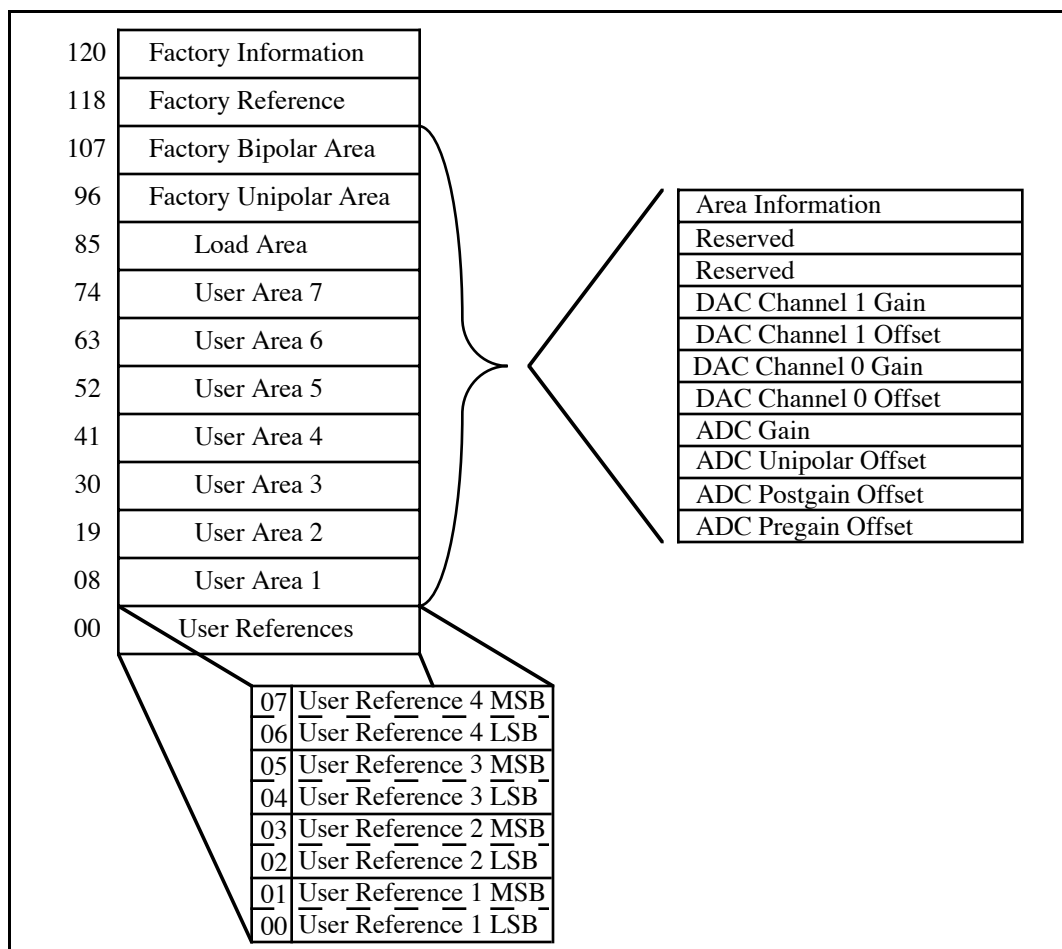 120 Factory Information
118 Factory Reference
107 Factory Bipolar Area
96 Factory Unipolar Area
85 Load Area
74 User Area 7
63 User Area 6
52 User Area 5
41 User Area 4
30 User Area 3
19 User Area 2
08 User Area 1
00 User References
Area Information
Reserved
Reserved
DAC Channel 1 Gain
DAC Channel 1 Offset
DAC Channel 0 Gain
DAC Channel 0 Offset
ADC Gain
ADC Unipolar Offset
ADC Postgain Offset
ADC Pregain Offset
07 User Reference 4 MSB
06 User Reference 4 LSB
05 User Reference 3 MSB
04 User Reference 3 LSB
03 User Reference 2 MSB
02 User Reference 2 LSB
01 User Reference 1 MSB
00 User Reference 1 LSB